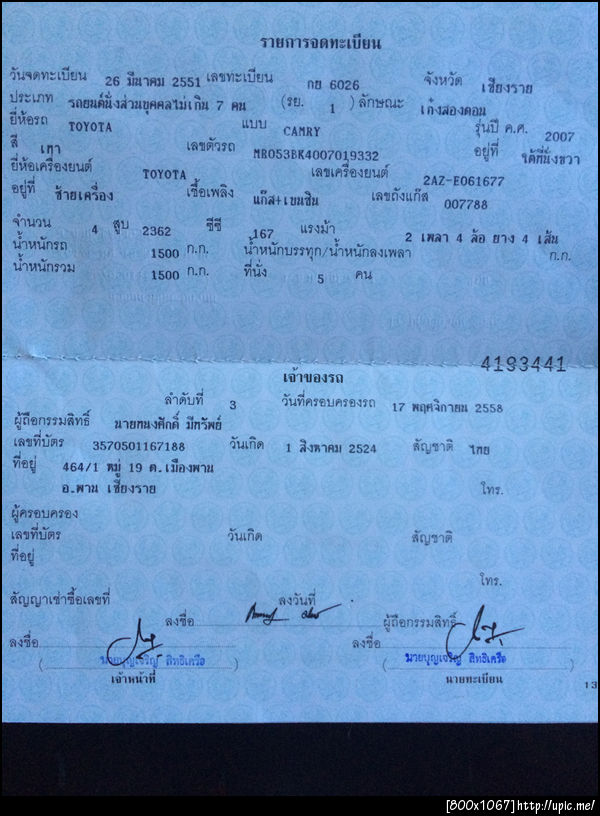 รายการจดทะเบียน
วันจดทะเบียน 26 มีนาคม 2551 เลขทะเบียน กย 6026 จังหวัด เชียงราย
ประเภท รถยนต์นั่งส่วนบุคคลไม่เกิน 7 คน (รย. 1 ) ลักษณะ เก๋งสองตอน
ยี่ห้อรถ TOYOTA แบบ CAMRY รุ่นปี ค.ศ. 2007
สี เทา เลขตัวรถ MR053BK4007019332 อยู่ที่ ใต้ที่นั่งขวา
ยี่ห้อเครื่องยนต์ TOYOTA เลขเครื่องยนต์ 2AZ-E061677
อยู่ที่ ซ้ายเครื่อง เชื้อเพลิง แก๊ส+เบนซิน เลขถังแก๊ส 007788
จำนวน 4 สูบ 2362 ซีซี 167 แรงม้า 2 เพลา 4 ล้อ ยาง 4 เส้น
น้ำหนักรถ 1500 ก.ก. น้ำหนักบรรทุก/น้ำหนักลงเพลา ก.ก.
น้ำหนักรวม 1500 ก.ก. ที่นั่ง 5 คน
4193441
เจ้าของรถ
ลำดับที่ 3 วันที่ครอบครองรถ 17 พฤศจิกายน 2558
ผู้ถือกรรมสิทธิ์ นายทนงศักดิ์ มีทรัพย์
เลขที่บัตร 3570501167188 วันเกิด 1 สิงหาคม 2524 สัญชาติ ไทย
ที่อยู่ 464/1 หมู่ 19 ต.เมืองพาน
อ.พาน เชียงราย
โทร.
ผู้ครอบครอง
เลขที่บัตร วันเกิด สัญชาติ
ที่อยู่
โทร.
สัญญาเช่าซื้อเลขที่ ลงวันที่
ลงชื่อ ผู้ถือกรรมสิทธิ์
ลงชื่อ ลงชื่อ
( นายบุญเจริญ สิทธิเครือ ) ( นายบุญเจริญ สิทธิเครือ )
เจ้าหน้าที่ นายทะเบียน
13
[800x1067]http://upic.me/